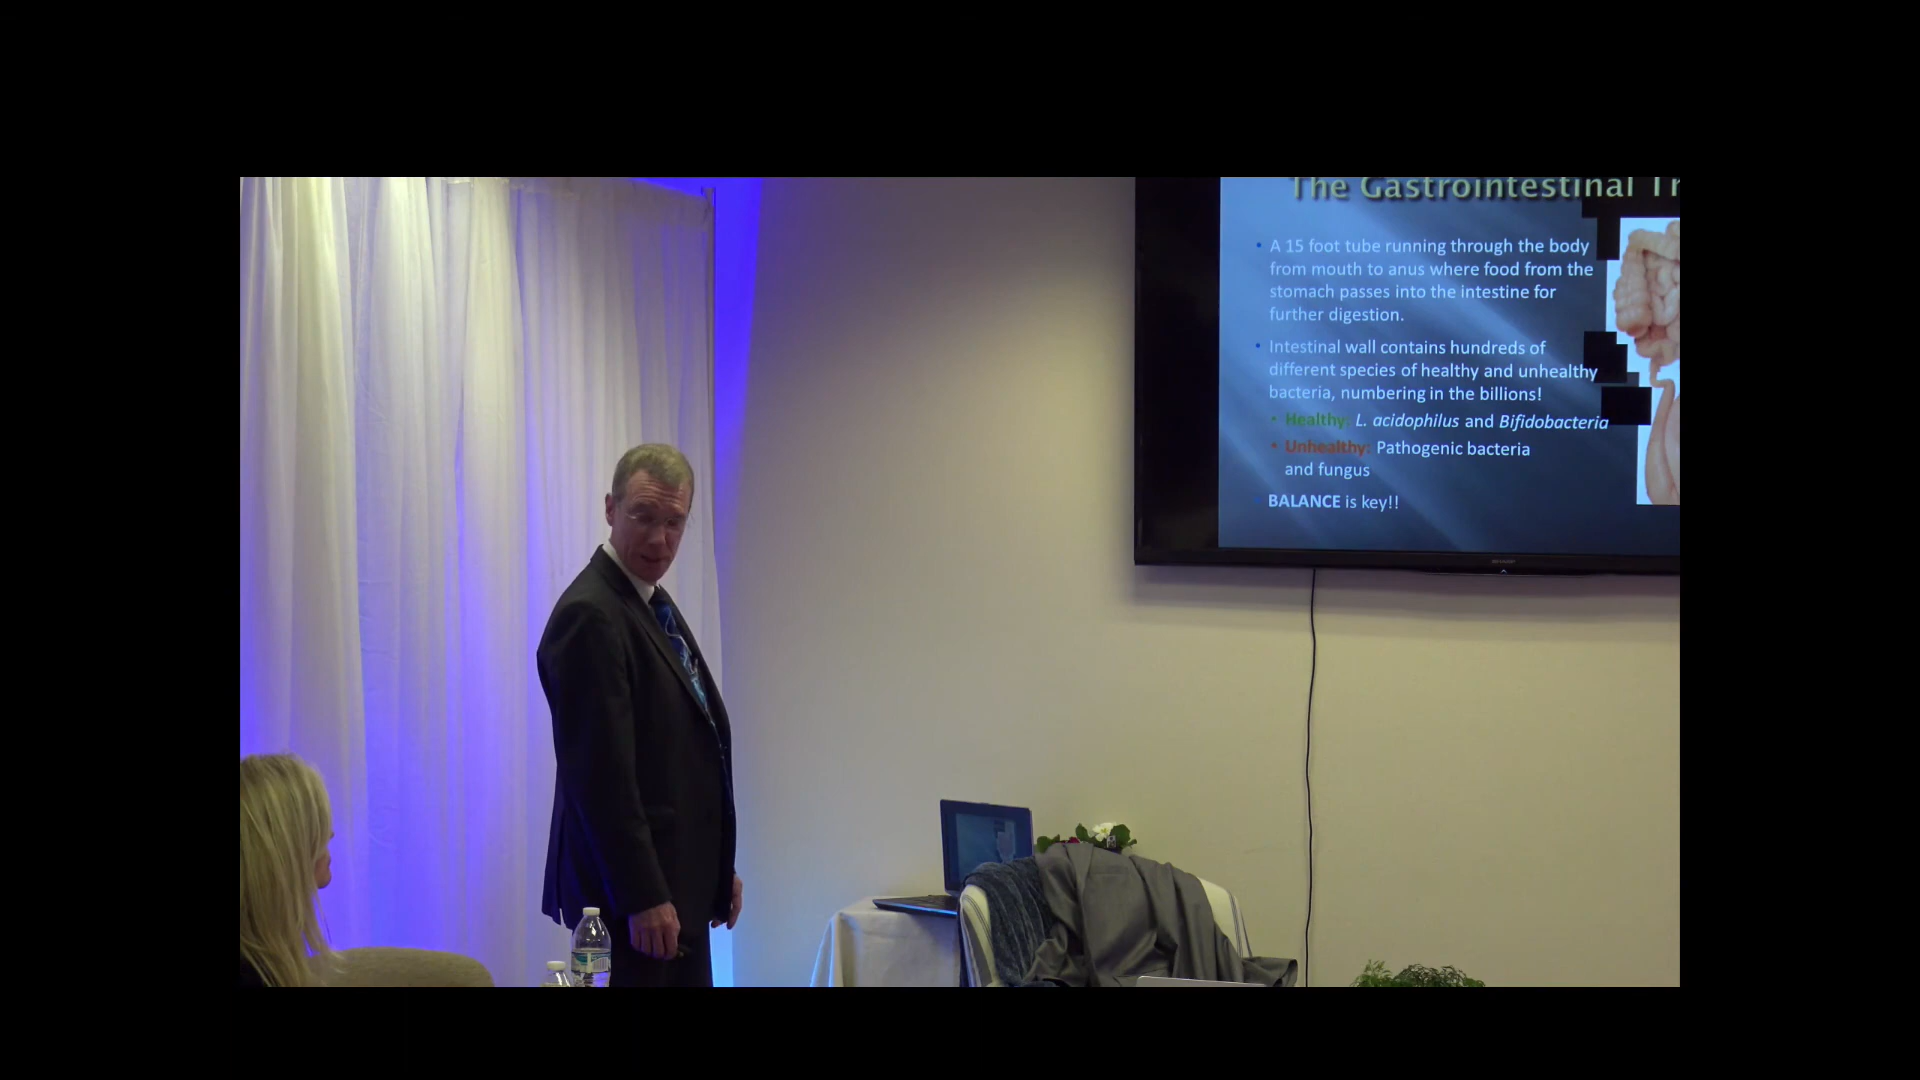 The Gastrointestinal Tr
• A 15 foot tube running through the body
from mouth to anus where food from the
stomach passes into the intestine for
further digestion.
• Intestinal wall contains hundreds of
different species of healthy and unhealthy
bacteria, numbering in the billions!
• Healthy: L. acidophilus and Bifidobacteria
• Unhealthy: Pathogenic bacteria
and fungus
BALANCE is key!!
SHARP